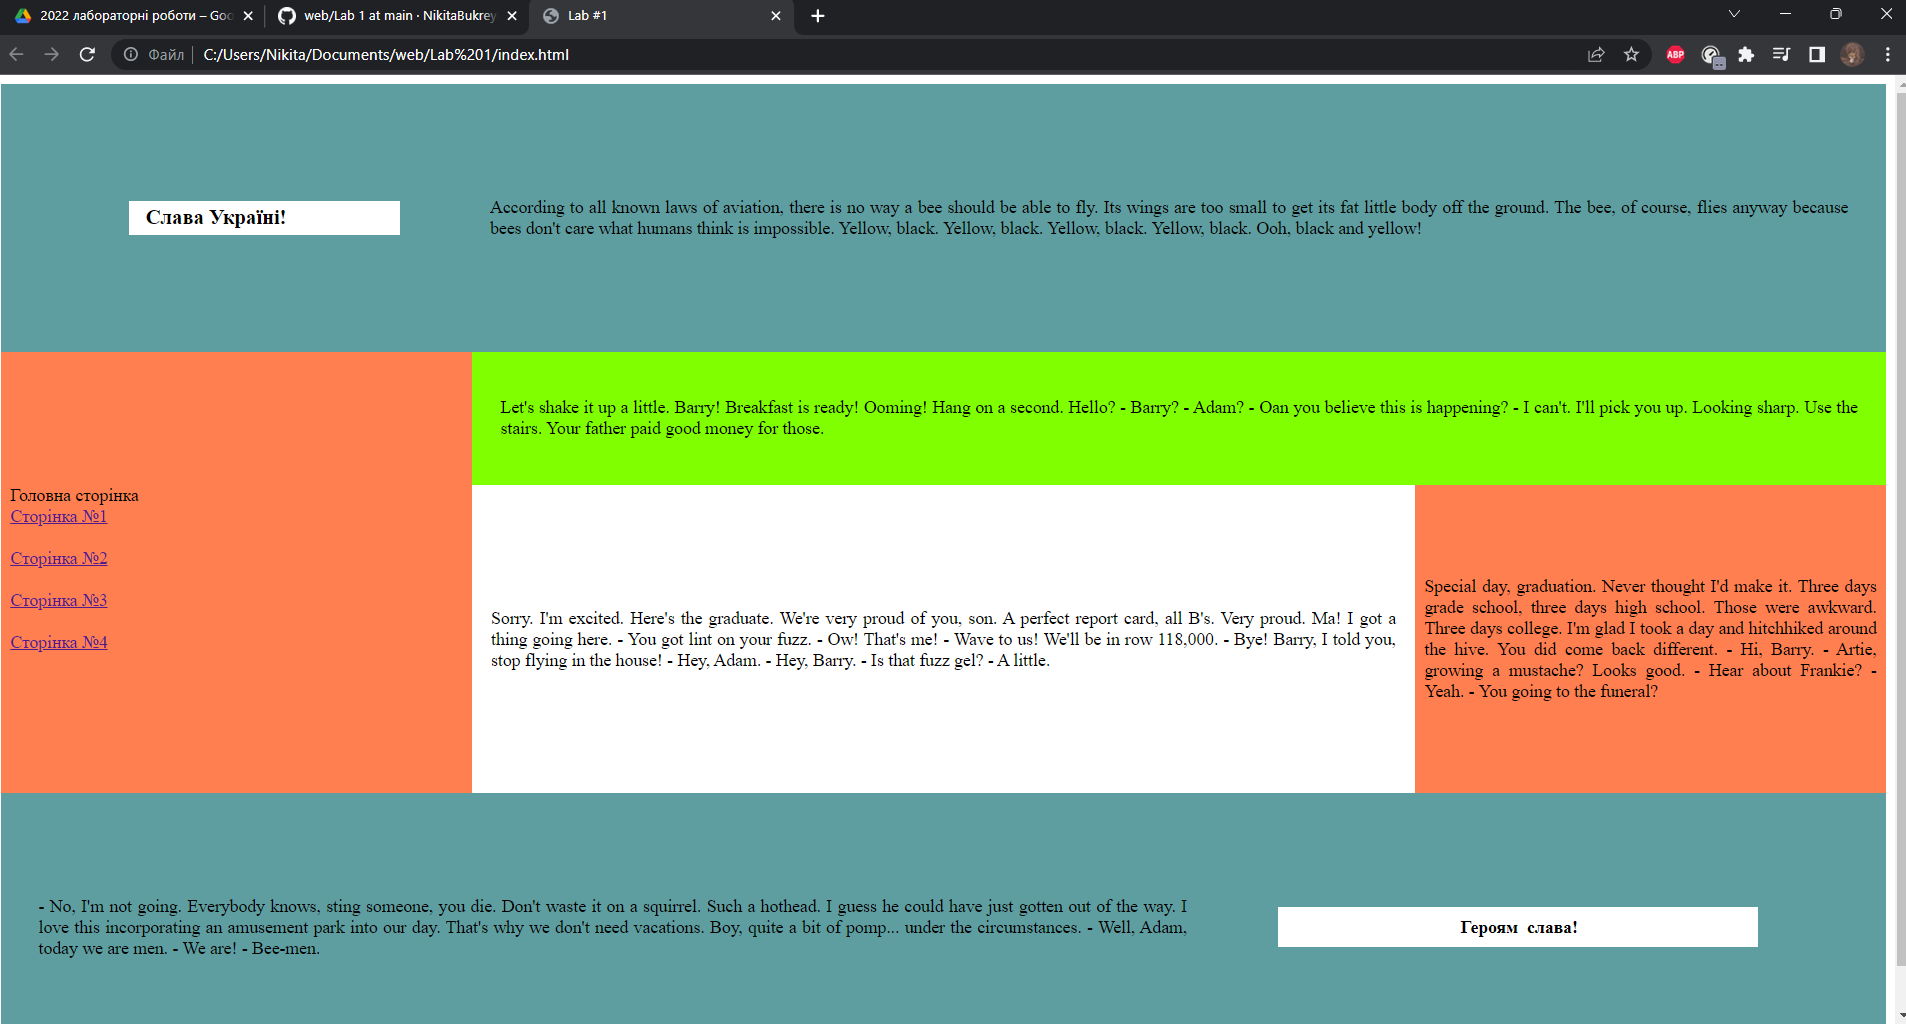 2022 лабораторні роботи – Goo
web/Lab 1 at main · NikitaBukrey
Lab #1
Файл
C:/Users/Nikita/Documents/web/Lab%201/index.html
ABP
Слава Україні!
According to all known laws of aviation, there is no way a bee should be able to fly. Its wings are too small to get its fat little body off the ground. The bee, of course, flies anyway because
bees don't care what humans think is impossible. Yellow, black. Yellow, black. Yellow, black. Yellow, black. Ooh, black and yellow!
Let's shake it up a little. Barry! Breakfast is ready! Ooming! Hang on a second. Hello? - Barry? - Adam? - Oan you believe this is happening? - I can't. I'll pick you up. Looking sharp. Use the
stairs. Your father paid good money for those.
Головна сторінка
Сторінка №1
Сторінка №2
Сторінка №3
Сторінка №4
Sorry. I'm excited. Here's the graduate. We're very proud of you, son. A perfect report card, all B's. Very proud. Ma! I got a
thing going here. - You got lint on your fuzz. - Ow! That's me! - Wave to us! We'll be in row 118,000. - Bye! Barry, I told you,
stop flying in the house! - Hey, Adam. - Hey, Barry. - Is that fuzz gel? - A little.
Special day, graduation. Never thought I'd make it. Three days
grade school, three days high school. Those were awkward.
Three days college. I'm glad I took a day and hitchhiked around
the hive. You did come back different. - Hi, Barry. - Artie,
growing a mustache? Looks good. - Hear about Frankie? -
Yeah. - You going to the funeral?
- No, I'm not going. Everybody knows, sting someone, you die. Don't waste it on a squirrel. Such a hothead. I guess he could have just gotten out of the way. I
love this incorporating an amusement park into our day. That's why we don't need vacations. Boy, quite a bit of pomp... under the circumstances. - Well, Adam,
today we are men. - We are! - Bee-men.
Героям слава!